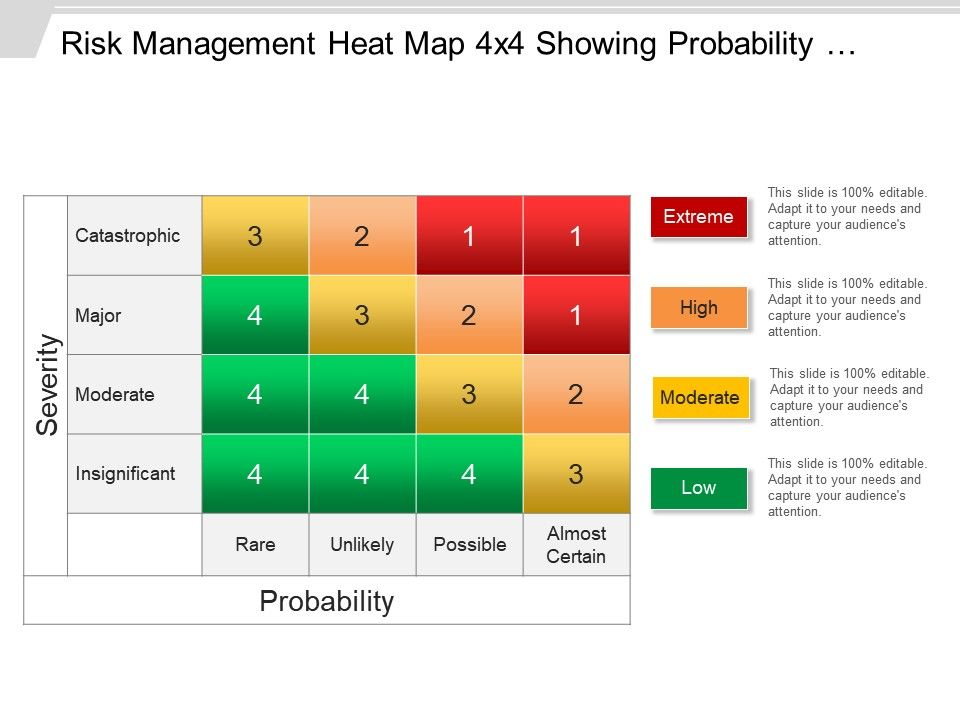 Risk Management Heat Map 4x4 Showing Probability …
Severity
Catastrophic
3
2
1
1
Major
4
3
2
1
Moderate
4
4
3
2
Insignificant
4
4
4
3
Rare
Unlikely
Possible
Almost
Certain
Probability
Extreme
This slide is 100% editable.
Adapt it to your needs and
capture your audience's
attention.
High
This slide is 100% editable.
Adapt it to your needs and
capture your audience's
attention.
Moderate
This slide is 100% editable.
Adapt it to your needs and
capture your audience's
attention.
Low
This slide is 100% editable.
Adapt it to your needs and
capture your audience's
attention.